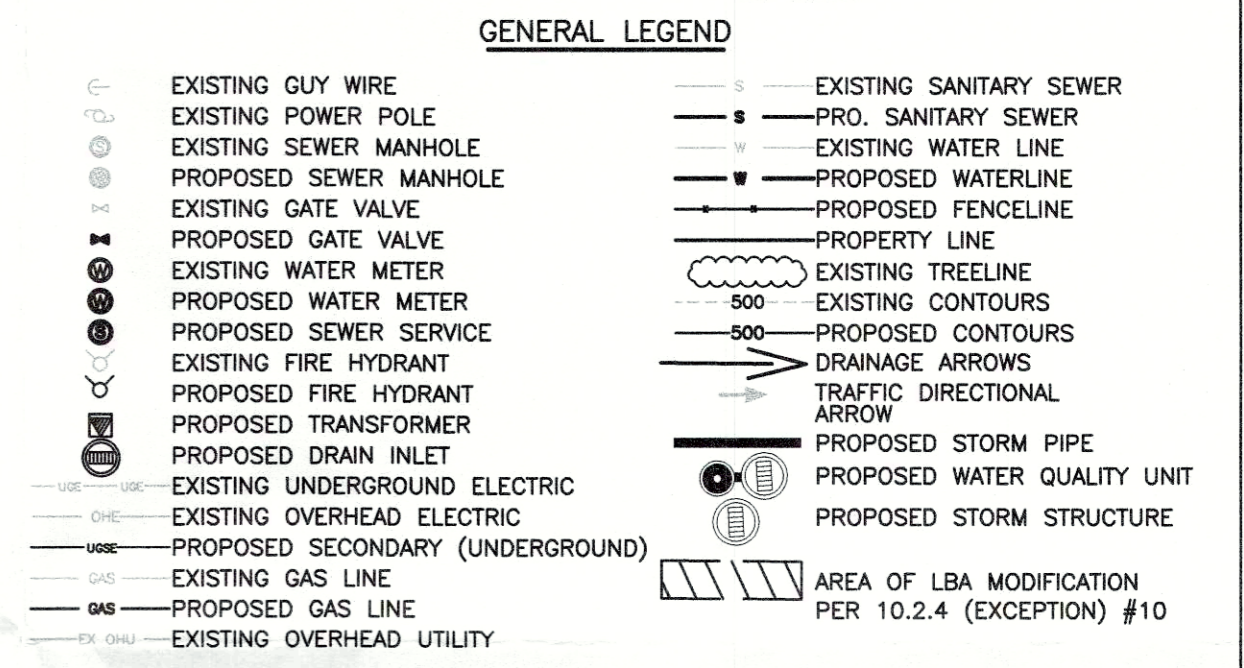 GENERAL LEGEND
EXISTING GUY WIRE
EXISTING POWER POLE
S EXISTING SEWER MANHOLE
PROPOSED SEWER MANHOLE
EXISTING GATE VALVE
PROPOSED GATE VALVE
W EXISTING WATER METER
W PROPOSED WATER METER
S PROPOSED SEWER SERVICE
EXISTING FIRE HYDRANT
PROPOSED FIRE HYDRANT
PROPOSED TRANSFORMER
PROPOSED DRAIN INLET
UGE UGE EXISTING UNDERGROUND ELECTRIC
OHE EXISTING OVERHEAD ELECTRIC
UGSE PROPOSED SECONDARY (UNDERGROUND)
GAS EXISTING GAS LINE
GAS PROPOSED GAS LINE
EX OHU EXISTING OVERHEAD UTILITY
S EXISTING SANITARY SEWER
S PRO. SANITARY SEWER
W EXISTING WATER LINE
W PROPOSED WATERLINE
PROPOSED FENCELINE
PROPERTY LINE
EXISTING TREELINE
500 EXISTING CONTOURS
500 PROPOSED CONTOURS
DRAINAGE ARROWS
TRAFFIC DIRECTIONAL
ARROW
PROPOSED STORM PIPE
PROPOSED WATER QUALITY UNIT
PROPOSED STORM STRUCTURE
AREA OF LBA MODIFICATION
PER 10.2.4 (EXCEPTION) #10